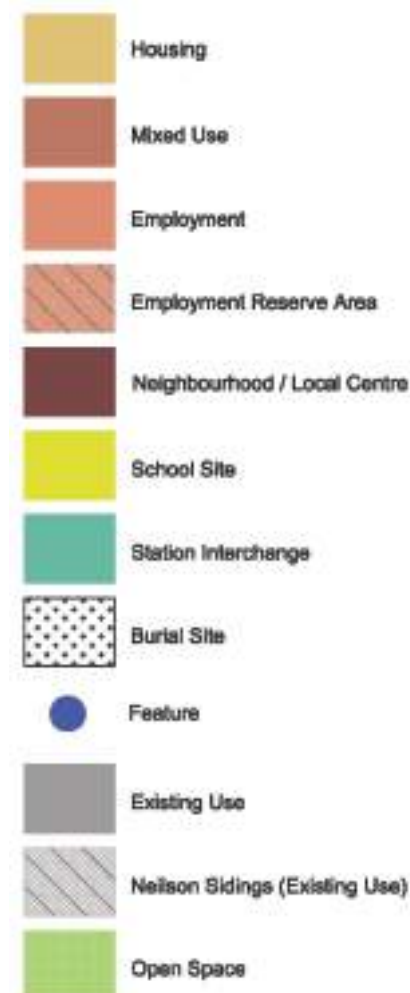 Housing
Mixed Use
Employment
Employment Reserve Area
Neighbourhood / Local Centre
School Site
Station Interchange
Burial Site
Feature
Existing Use
Neilson Sidings (Existing Use)
Open Space